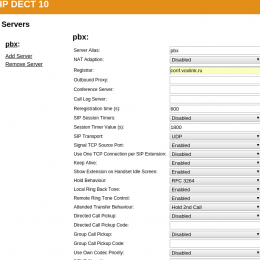 IP DECT 10
Servers
pbx:
Add Server
Remove Server
pbx:
Server Alias: pbx
NAT Adaption: Disabled
Registrar: conf.voxlink.ru
Outbound Proxy:
Conference Server:
Call Log Server:
Reregistration time (s): 600
SIP Session Timers: Disabled
Session Timer Value (s): 1800
SIP Transport: UDP
Signal TCP Source Port: Enabled
Use One TCP Connection per SIP Extension: Disabled
Keep Alive: Enabled
Show Extension on Handset Idle Screen: Enabled
Hold Behaviour: RFC 3264
Local Ring Back Tone: Enabled
Remote Ring Tone Control: Enabled
Attended Transfer Behaviour: Hold 2nd Call
Directed Call Pickup: Disabled
Directed Call Pickup Code:
Group Call Pickup: Disabled
Group Call Pickup Code:
Use Own Codec Priority: Disabled